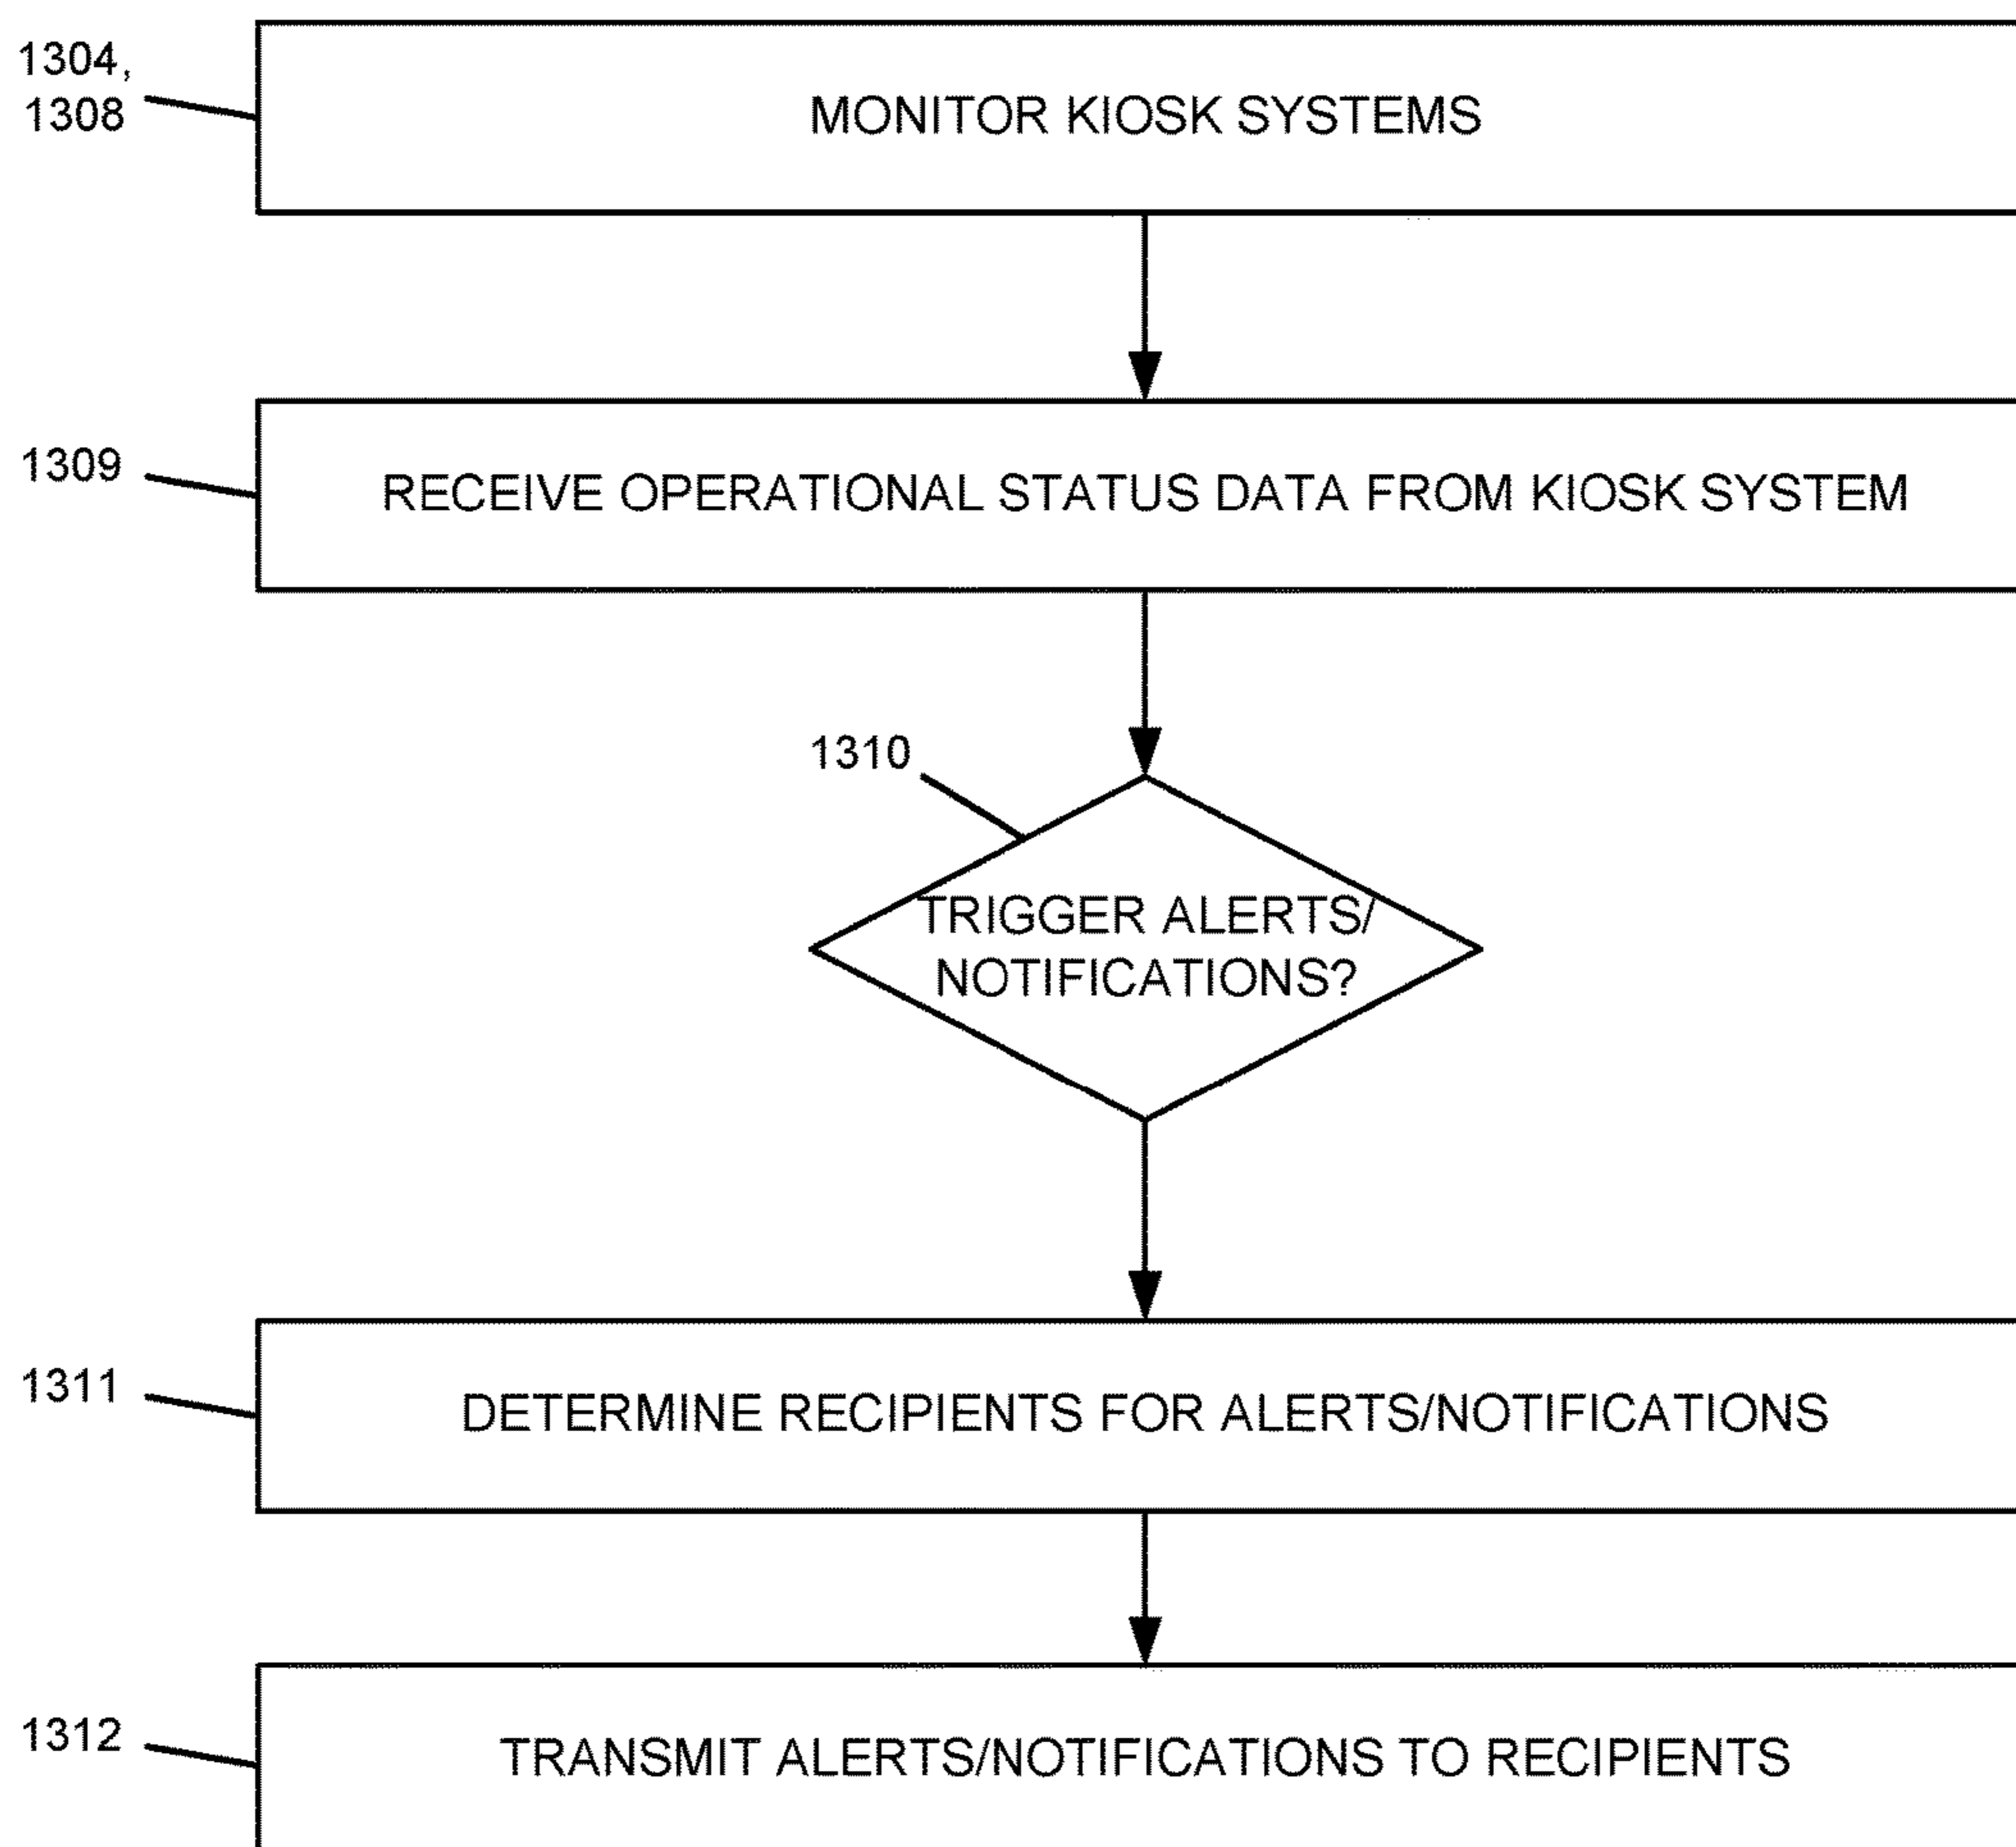 1304,
1308
MONITOR KIOSK SYSTEMS
1309
RECEIVE OPERATIONAL STATUS DATA FROM KIOSK SYSTEM
1310
TRIGGER ALERTS/
NOTIFICATIONS?
1311
DETERMINE RECIPIENTS FOR ALERTS/NOTIFICATIONS
1312
TRANSMIT ALERTS/NOTIFICATIONS TO RECIPIENTS